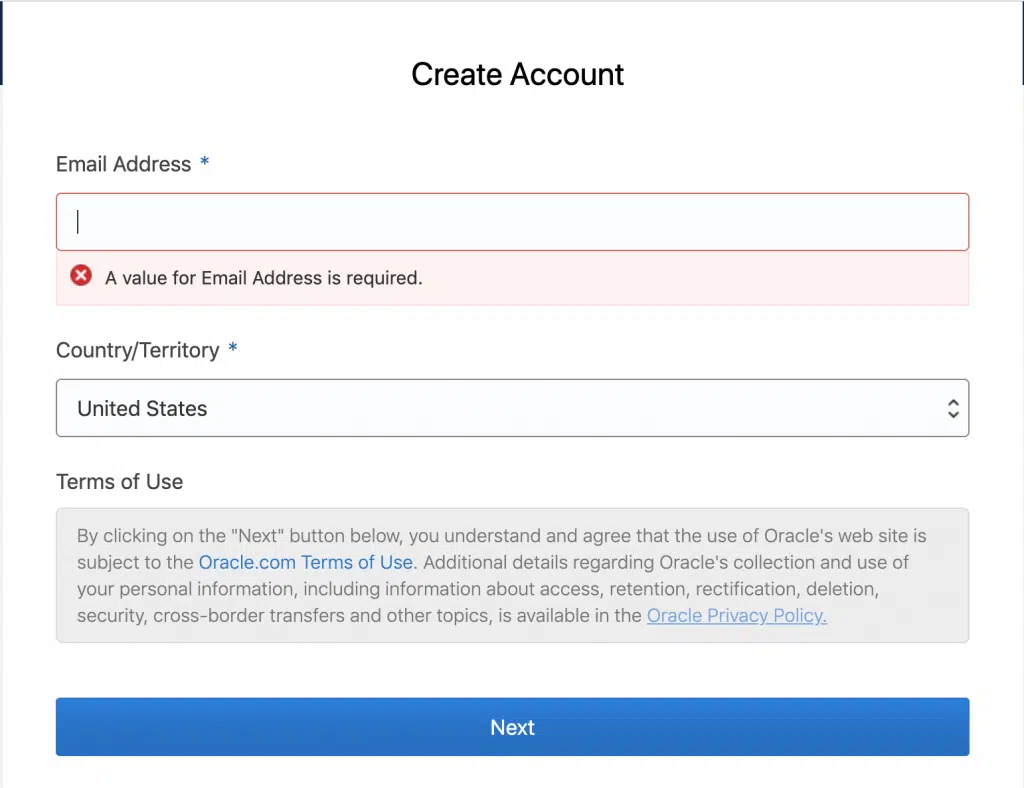 Create Account
Email Address *
A value for Email Address is required.
Country/Territory *
United States
Terms of Use
By clicking on the "Next" button below, you understand and agree that the use of Oracle's web site is
subject to the Oracle.com Terms of Use. Additional details regarding Oracle's collection and use of
your personal information, including information about access, retention, rectification, deletion,
security, cross-border transfers and other topics, is available in the Oracle Privacy Policy.
Next